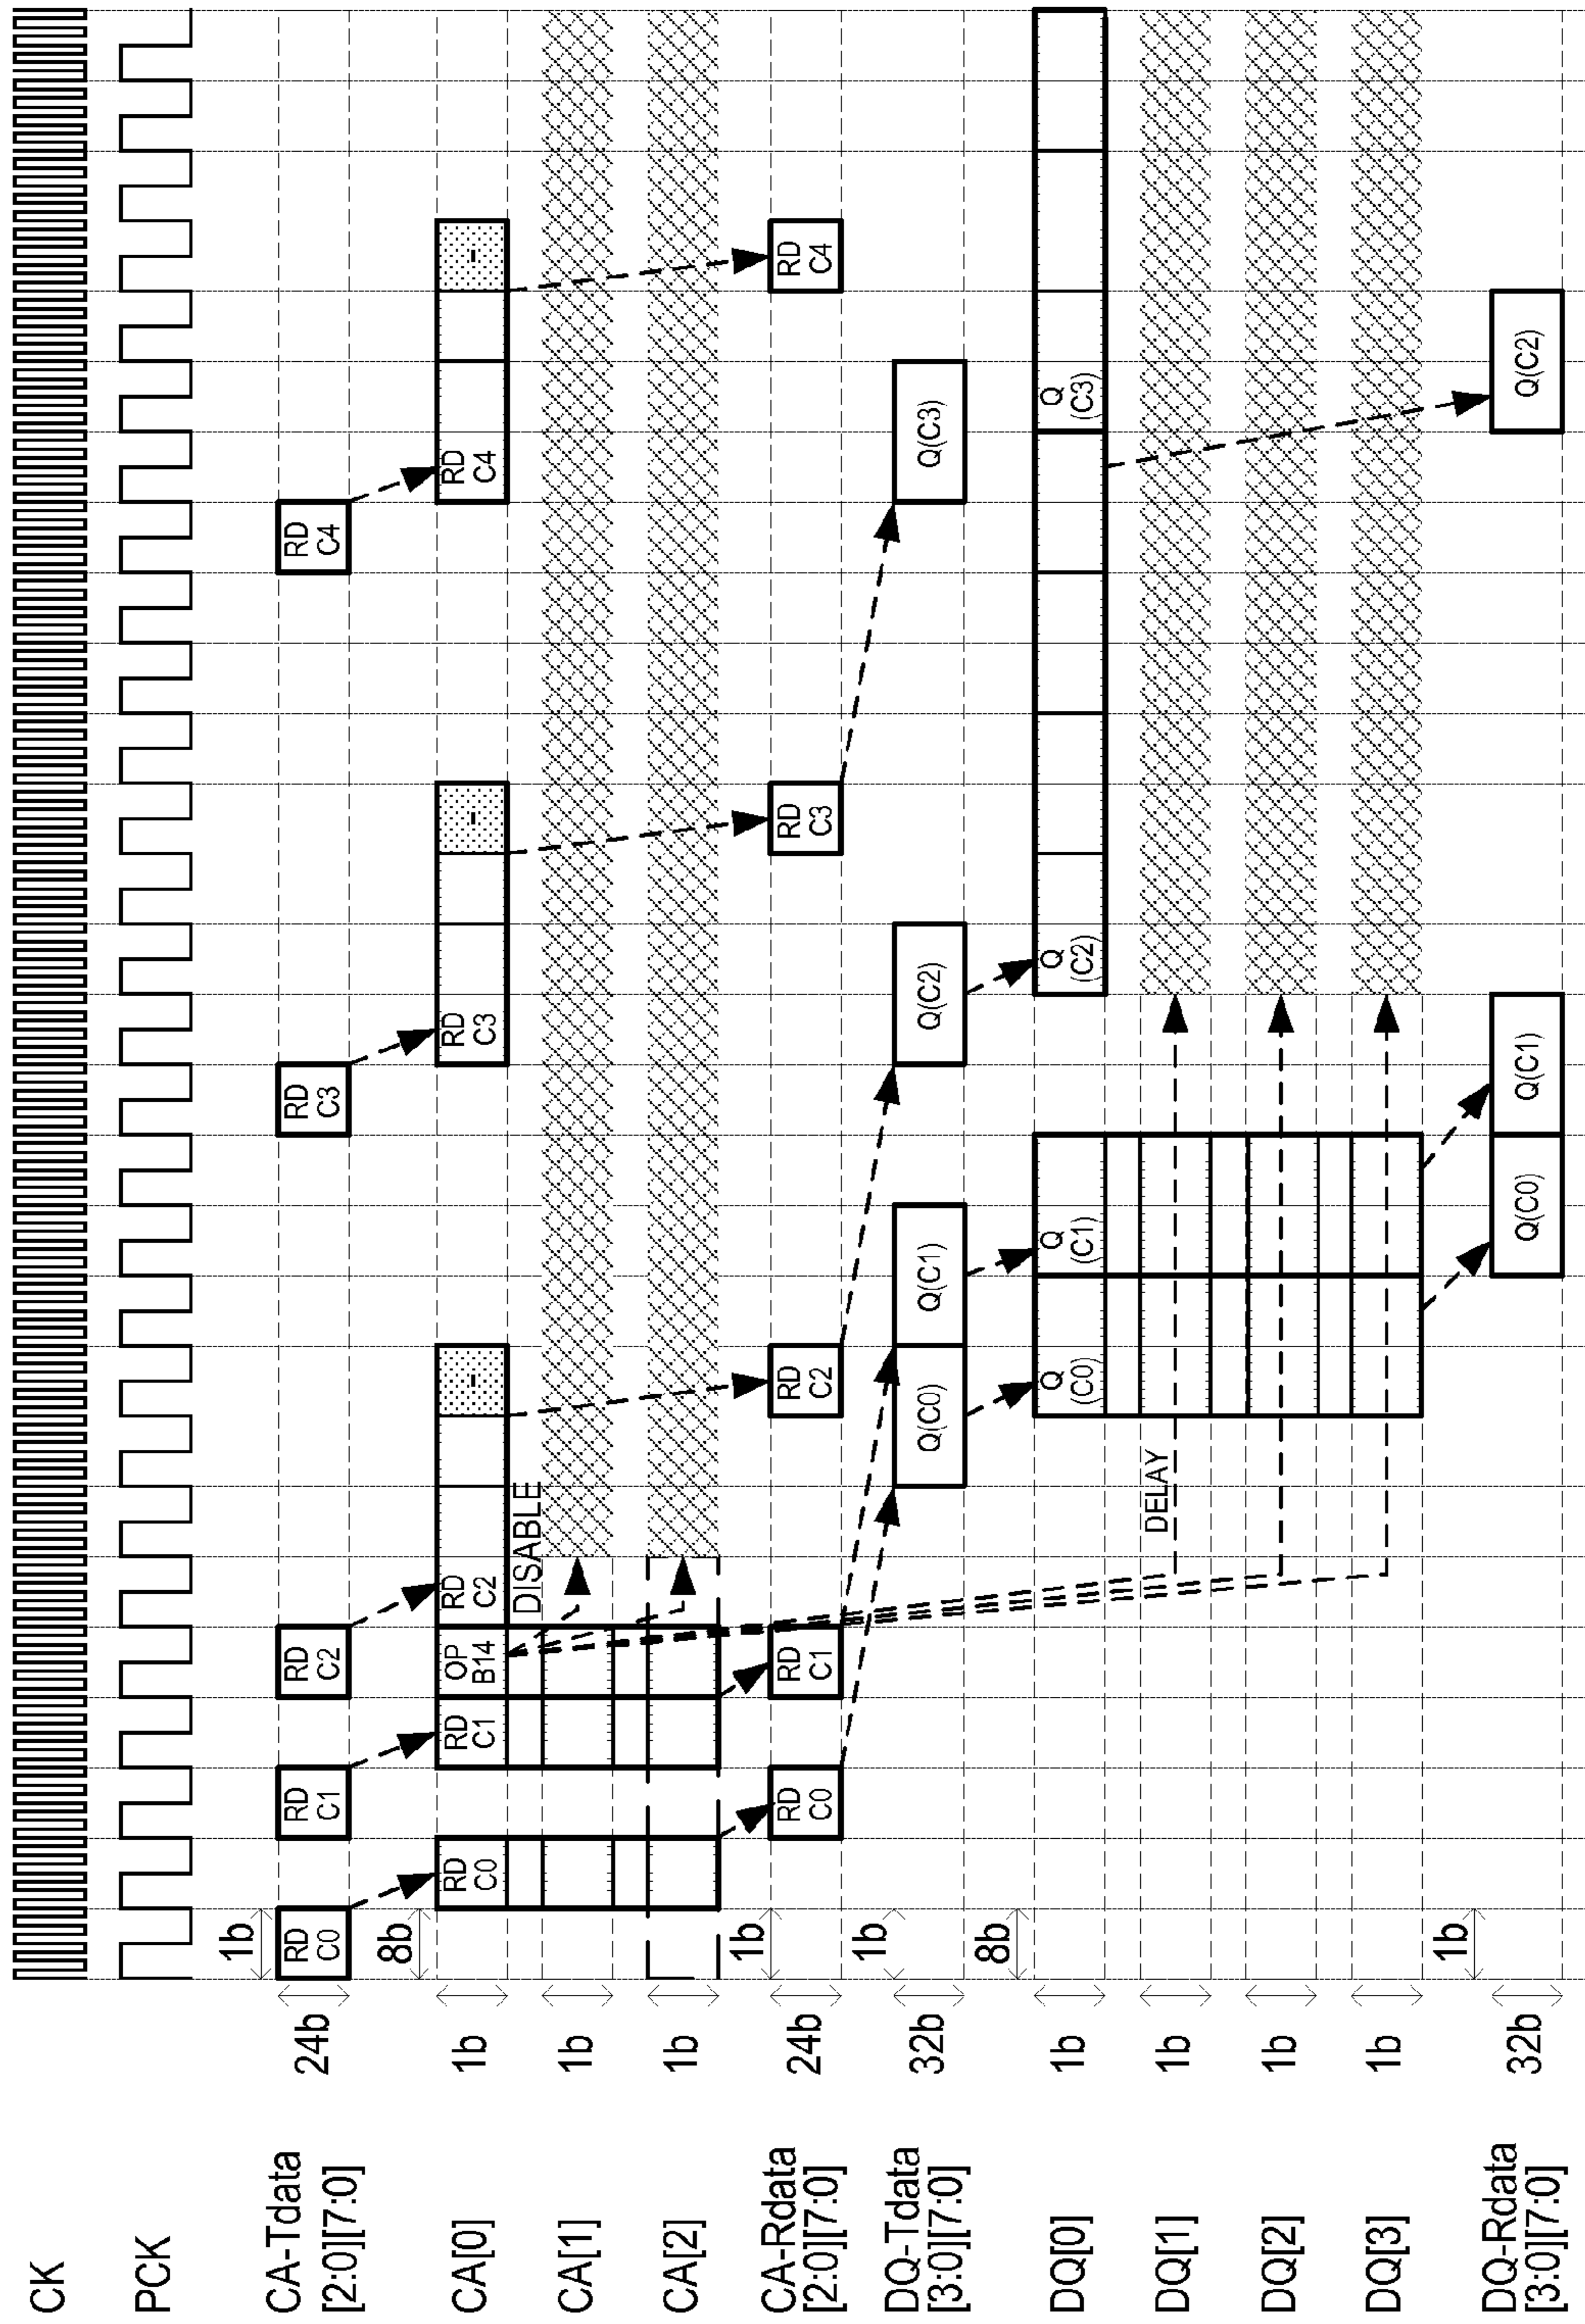 CK
PCK
CA-Tdata
[2:0][7:0]
24b
1b
RD
C0
RD
C1
RD
C2
RD
C3
RD
C4
CA[0]
1b
8b
RD
C0
RD
C1
OP
B14
RD
C2
-
RD
C3
-
RD
C4
-
DISABLE
CA[1]
1b
CA[2]
1b
CA-Rdata
[2:0][7:0]
24b
1b
RD
C0
RD
C1
RD
C2
RD
C3
RD
C4
DQ-Tdata
[3:0][7:0]
32b
1b
Q(C0)
Q(C1)
Q(C2)
Q(C3)
DQ[0]
1b
8b
Q
(C0)
Q
(C1)
Q
(C2)
Q
(C3)
DELAY
DQ[1]
1b
DQ[2]
1b
DQ[3]
1b
DQ-Rdata
[3:0][7:0]
32b
1b
Q(C0)
Q(C1)
Q(C2)